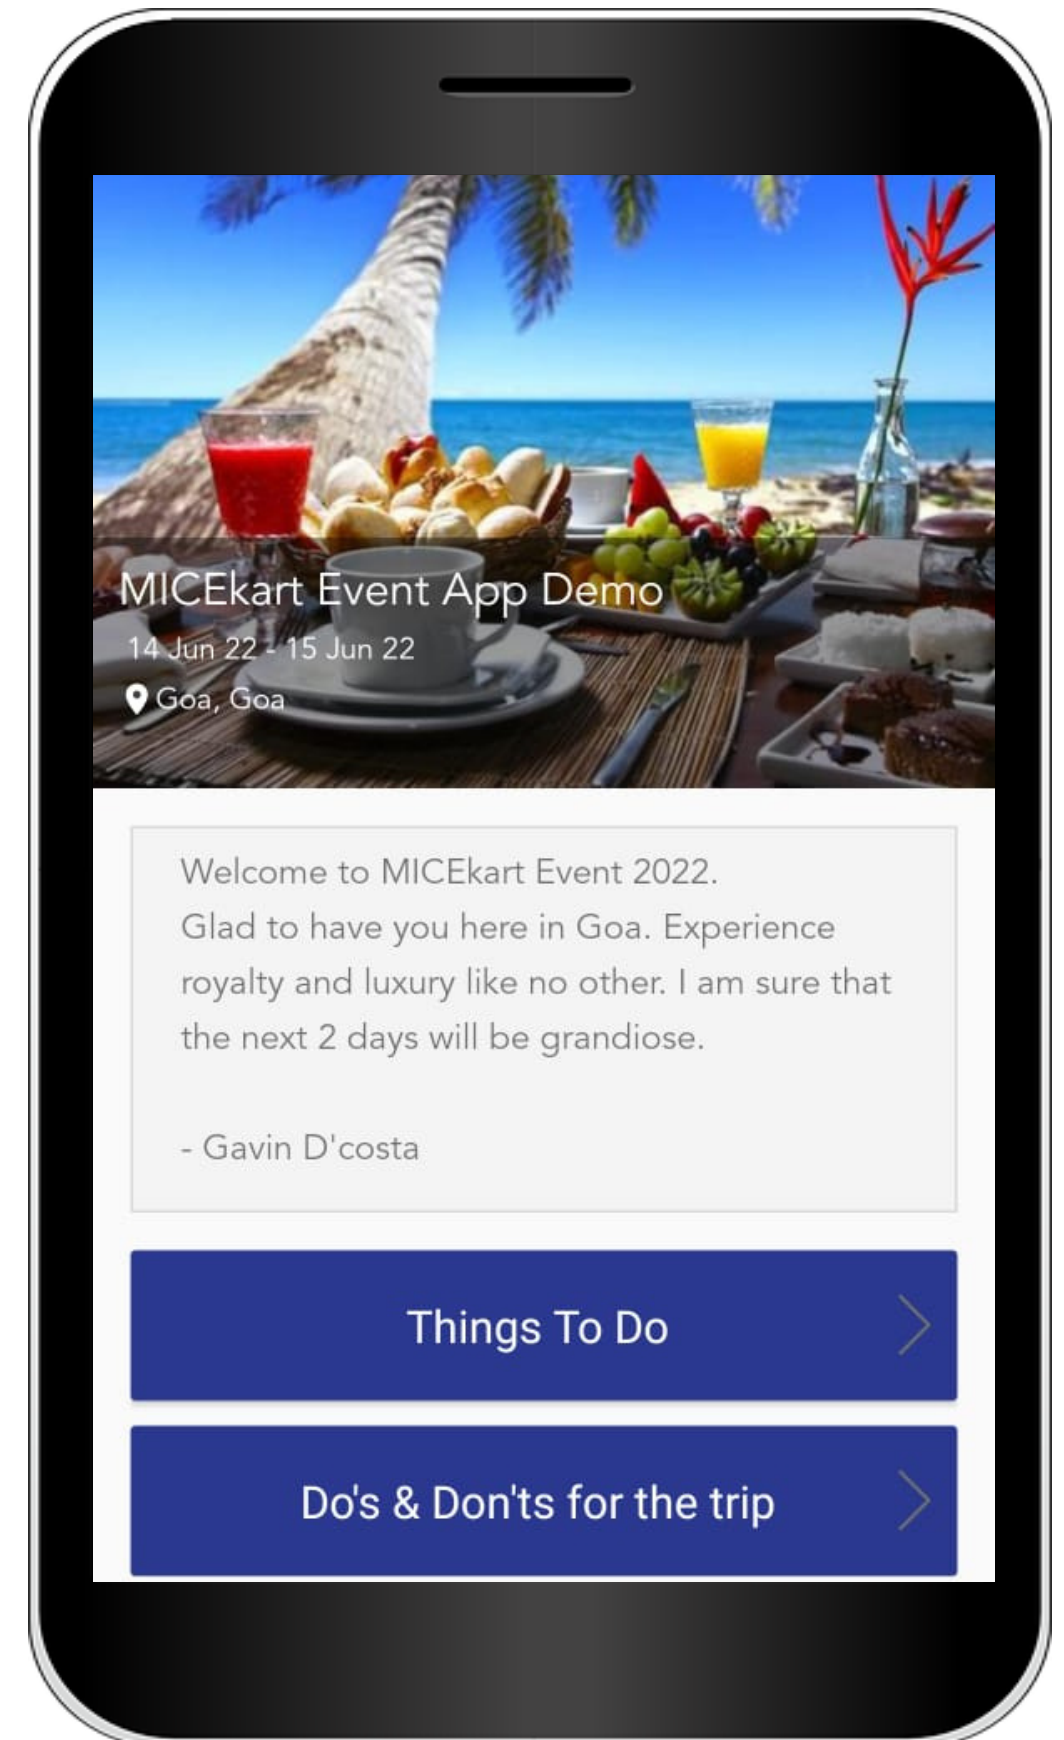 MICEkart Event App Demo
14 Jun 22 - 15 Jun 22
Goa, Goa
Welcome to MICEkart Event 2022.
Glad to have you here in Goa. Experience
royalty and luxury like no other. I am sure that
the next 2 days will be grandiose.
- Gavin D'costa
Things To Do
Do's & Don'ts for the trip